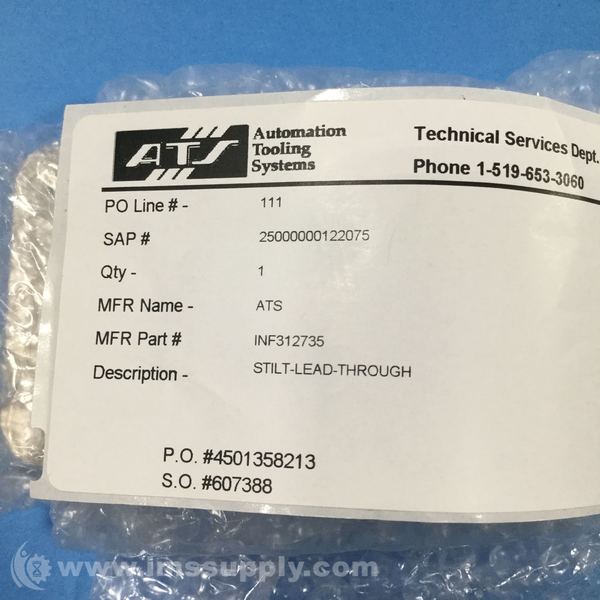 ATS
Automation
Tooling
Systems
Technical Services Dept.
Phone 1-519-653-3060
PO Line # - 111
SAP # 25000000122075
Qty - 1
MFR Name - ATS
MFR Part # INF312735
Description - STILT-LEAD-THROUGH
P.O. #4501358213
S.O. #607388
www.imssupply.com